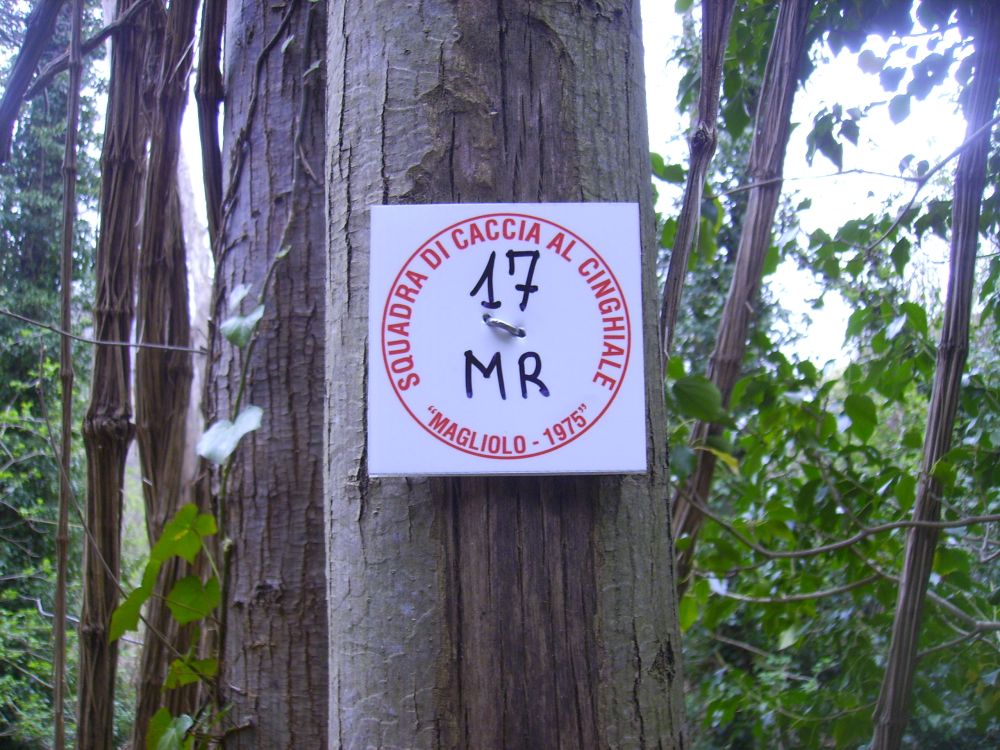 SQUADRA DI CACCIA AL CINGHIALE
17
MR
"MAGLIOLO - 1975"